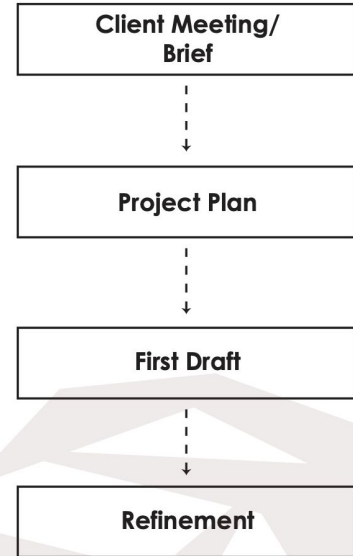 Client Meeting/
Brief
Project Plan
First Draft
Refinement